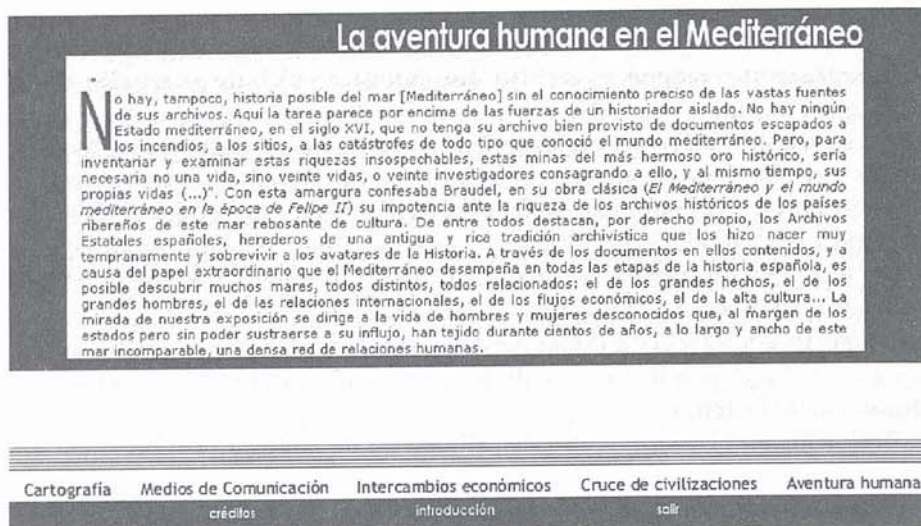 La aventura humana en el Mediterráneo
No hay, tampoco, historia posible del mar [Mediterráneo] sin el conocimiento preciso de las vastas fuentes
de sus archivos. Aquí la tarea parece por encima de las fuerzas de un historiador aislado. No hay ningún
Estado mediterráneo, en el siglo XVI, que no tenga su archivo bien provisto de documentos escapados a
los incendios, a los sitios, a las catástrofes de todo tipo que conoció el mundo mediterráneo. Pero, para
inventariar y examinar estas riquezas insospechables, estas minas del más hermoso oro histórico, sería
necesaria no una vida, sino veinte vidas, o veinte investigadores consagrando a ello, y al mismo tiempo, sus
propias vidas (...)". Con esta amargura confesaba Braudel, en su obra clásica (El Mediterráneo y el mundo
mediterráneo en la época de Felipe II) su impotencia ante la riqueza de los archivos históricos de los países
ribereños de este mar rebosante de cultura. De entre todos destacan, por derecho propio, los Archivos
Estatales españoles, herederos de una antigua y rica tradición archivística que los hizo nacer muy
tempranamente y sobrevivir a los avatares de la Historia. A través de los documentos en ellos contenidos, y a
causa del papel extraordinario que el Mediterráneo desempeña en todas las etapas de la historia española, es
posible descubrir muchos mares, todos distintos, todos relacionados: el de los grandes hechos, el de los
grandes hombres, el de las relaciones internacionales, el de los flujos económicos, el de la alta cultura... La
mirada de nuestra exposición se dirige a la vida de hombres y mujeres desconocidos que, al margen de los
estados pero sin poder sustraerse a su influjo, han tejido durante cientos de años, a lo largo y ancho de este
mar incomparable, una densa red de relaciones humanas.
Cartografía Medios de Comunicación Intercambios económicos Cruce de civilizaciones Aventura humana
créditos introducción salir